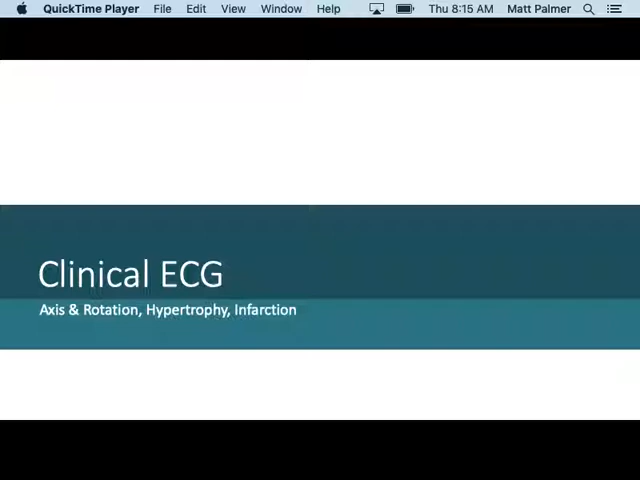 QuickTime Player File Edit View Window Help Thu 8:15 AM Matt Palmer
Clinical ECG
Axis & Rotation, Hypertrophy, Infarction